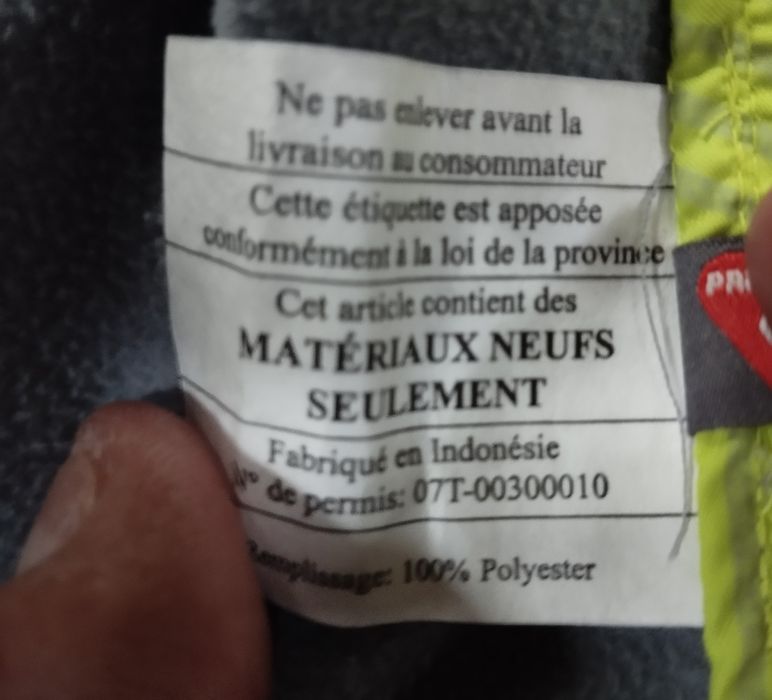 Ne pas enlever avant la
livraison au consommateur
Cette étiquette est apposée
conformément à la loi de la province
Cet article contient des
MATÉRIAUX NEUFS
SEULEMENT
Fabriqué en Indonésie
N° de permis: 07T-00300010
Remplissage: 100% Polyester